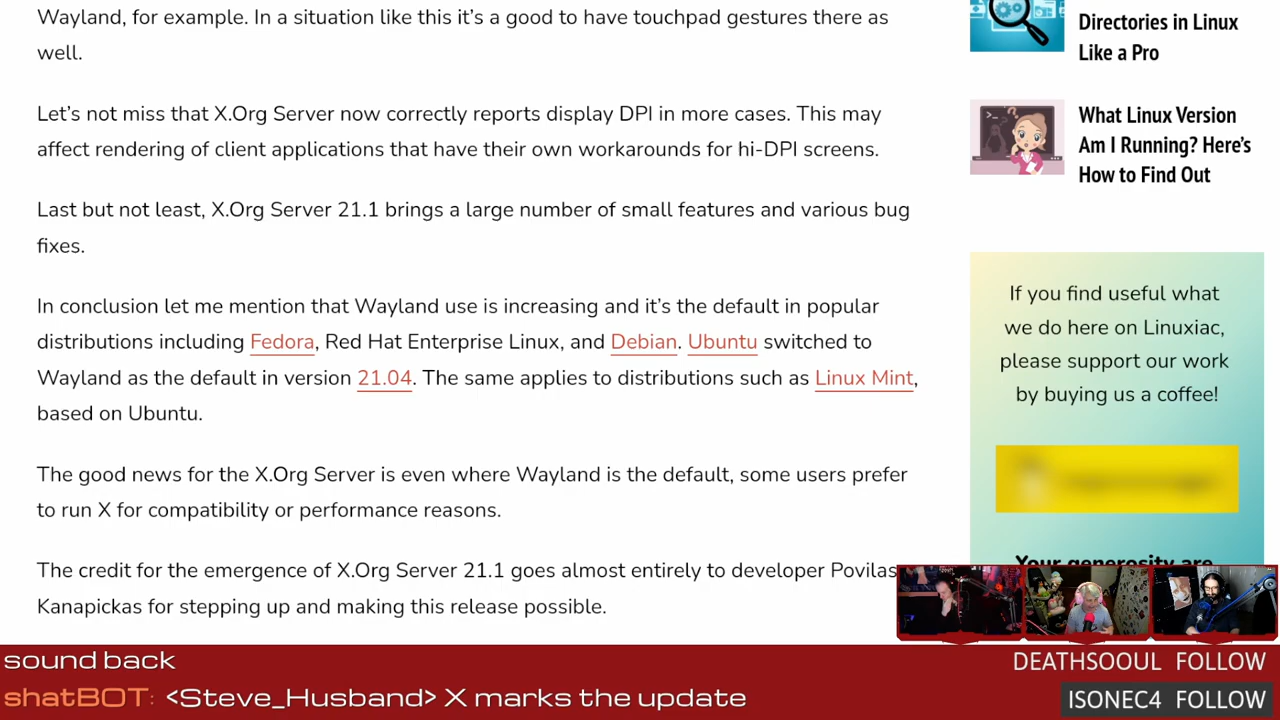 Wayland, for example. In a situation like this it's a good to have touchpad gestures there as
well.
Let's not miss that X.Org Server now correctly reports display DPI in more cases. This may
affect rendering of client applications that have their own workarounds for hi-DPI screens.
Last but not least, X.Org Server 21.1 brings a large number of small features and various bug
fixes.
In conclusion let me mention that Wayland use is increasing and it's the default in popular
distributions including Fedora, Red Hat Enterprise Linux, and Debian. Ubuntu switched to
Wayland as the default in version 21.04. The same applies to distributions such as Linux Mint,
based on Ubuntu.
The good news for the X.Org Server is even where Wayland is the default, some users prefer
to run X for compatibility or performance reasons.
The credit for the emergence of X.Org Server 21.1 goes almost entirely to developer Povilas
Kanapickas for stepping up and making this release possible.
Directories in Linux
Like a Pro
What Linux Version
Am I Running? Here's
How to Find Out
If you find useful what
we do here on Linuxiac,
please support our work
by buying us a coffee!
Your generosity are
sound back
shatBOT: <Steve_Husband> X marks the update
DEATHSOOUL FOLLOW
ISONEC4 FOLLOW